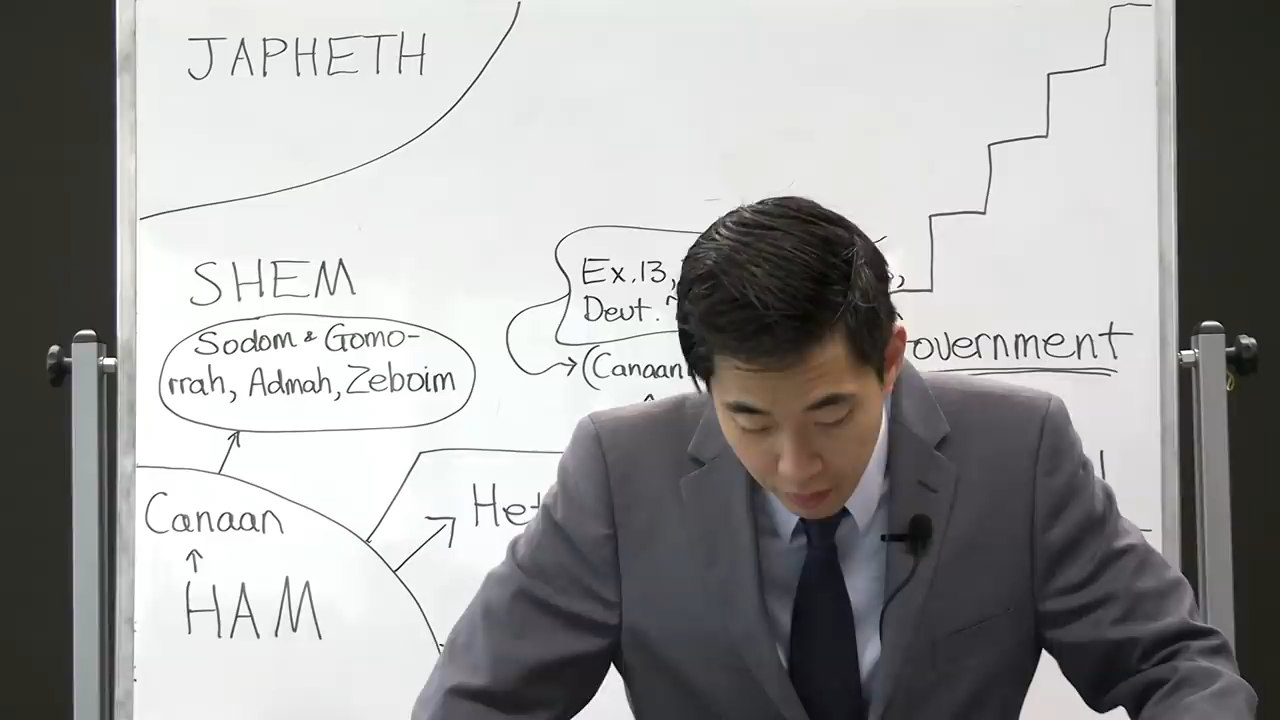 JAPHETH
SHEM
Sodom & Gomo-
rrah, Admah, Zeboim
Ex.13,
Deut.
(Canaan
overnment
Canaan
HAM
Het